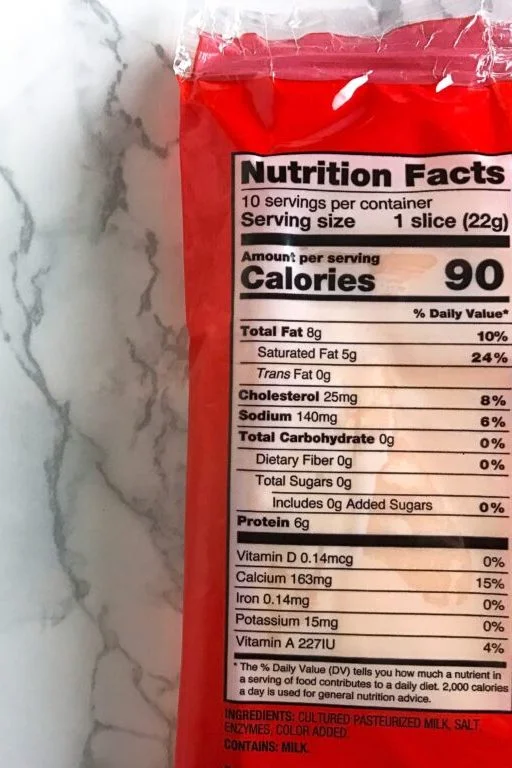 Nutrition Facts
10 servings per container
Serving size 1 slice (22g)
Amount per serving
Calories 90
% Daily Value*
Total Fat 8g 10%
Saturated Fat 5g 24%
Trans Fat 0g
Cholesterol 25mg 8%
Sodium 140mg 6%
Total Carbohydrate 0g 0%
Dietary Fiber 0g 0%
Total Sugars 0g
Includes 0g Added Sugars 0%
Protein 6g
Vitamin D 0.14mcg 0%
Calcium 163mg 15%
Iron 0.14mg 0%
Potassium 15mg 0%
Vitamin A 227IU 4%
* The % Daily Value (DV) tells you how much a nutrient in
a serving of food contributes to a daily diet. 2,000 calories
a day is used for general nutrition advice.
INGREDIENTS: CULTURED PASTEURIZED MILK, SALT,
ENZYMES, COLOR ADDED.
CONTAINS: MILK.